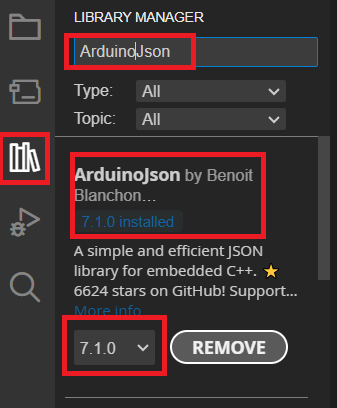 LIBRARY MANAGER
ArduinoJson
Type: All
Topic: All
ArduinoJson by Benoit
Blanchon...
7.1.0 installed
A simple and efficient JSON
library for embedded C++. ⭐
6624 stars on GitHub! Support...
More info
7.1.0 REMOVE